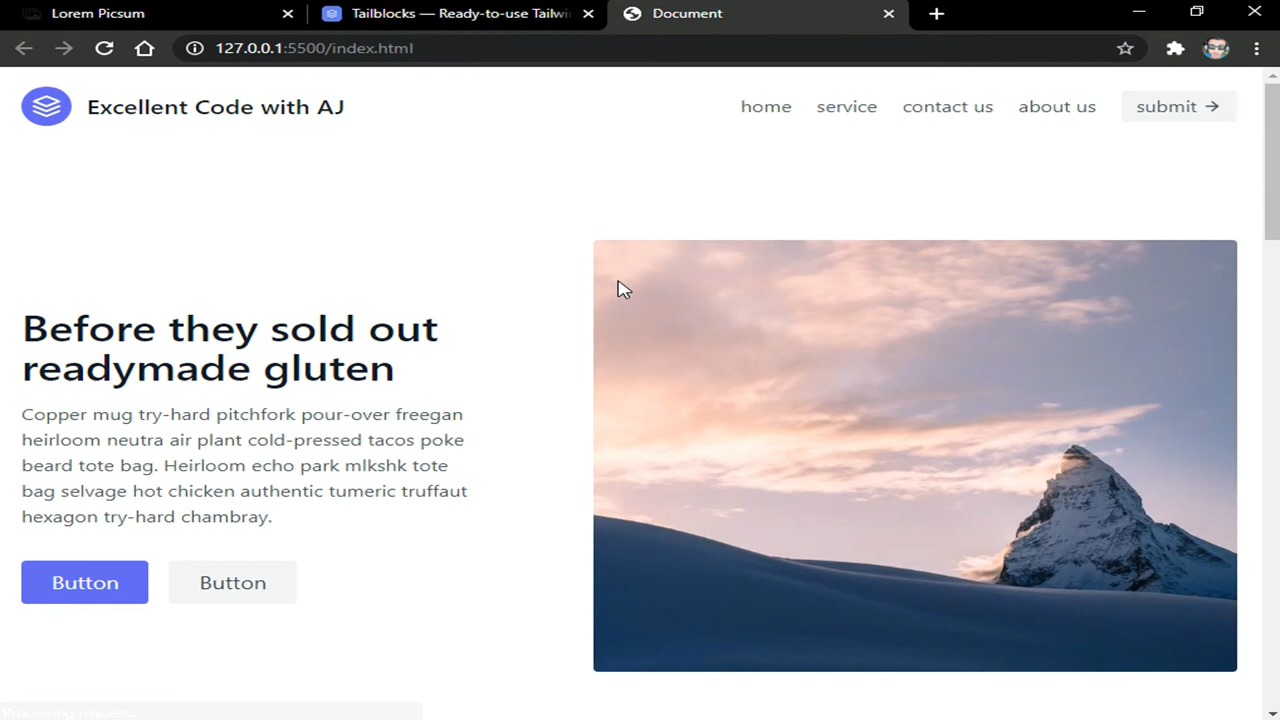 Lorem Picsum
Tailblocks — Ready-to-use Tailwi
Document
127.0.0.1:5500/index.html
Excellent Code with AJ
home
service
contact us
about us
submit →
Before they sold out
readymade gluten
Copper mug try-hard pitchfork pour-over freegan
heirloom neutra air plant cold-pressed tacos poke
beard tote bag. Heirloom echo park mlkshk tote
bag selvage hot chicken authentic tumeric truffaut
hexagon try-hard chambray.
Button
Button
Processing request...